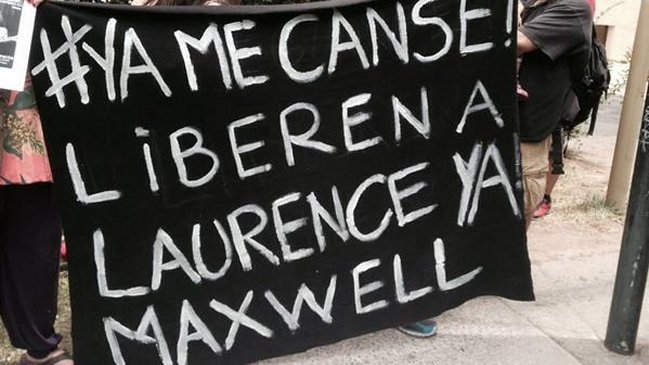 #YA ME CANSE!
LiBEREN A
LAURENCE YA
MAXWELL